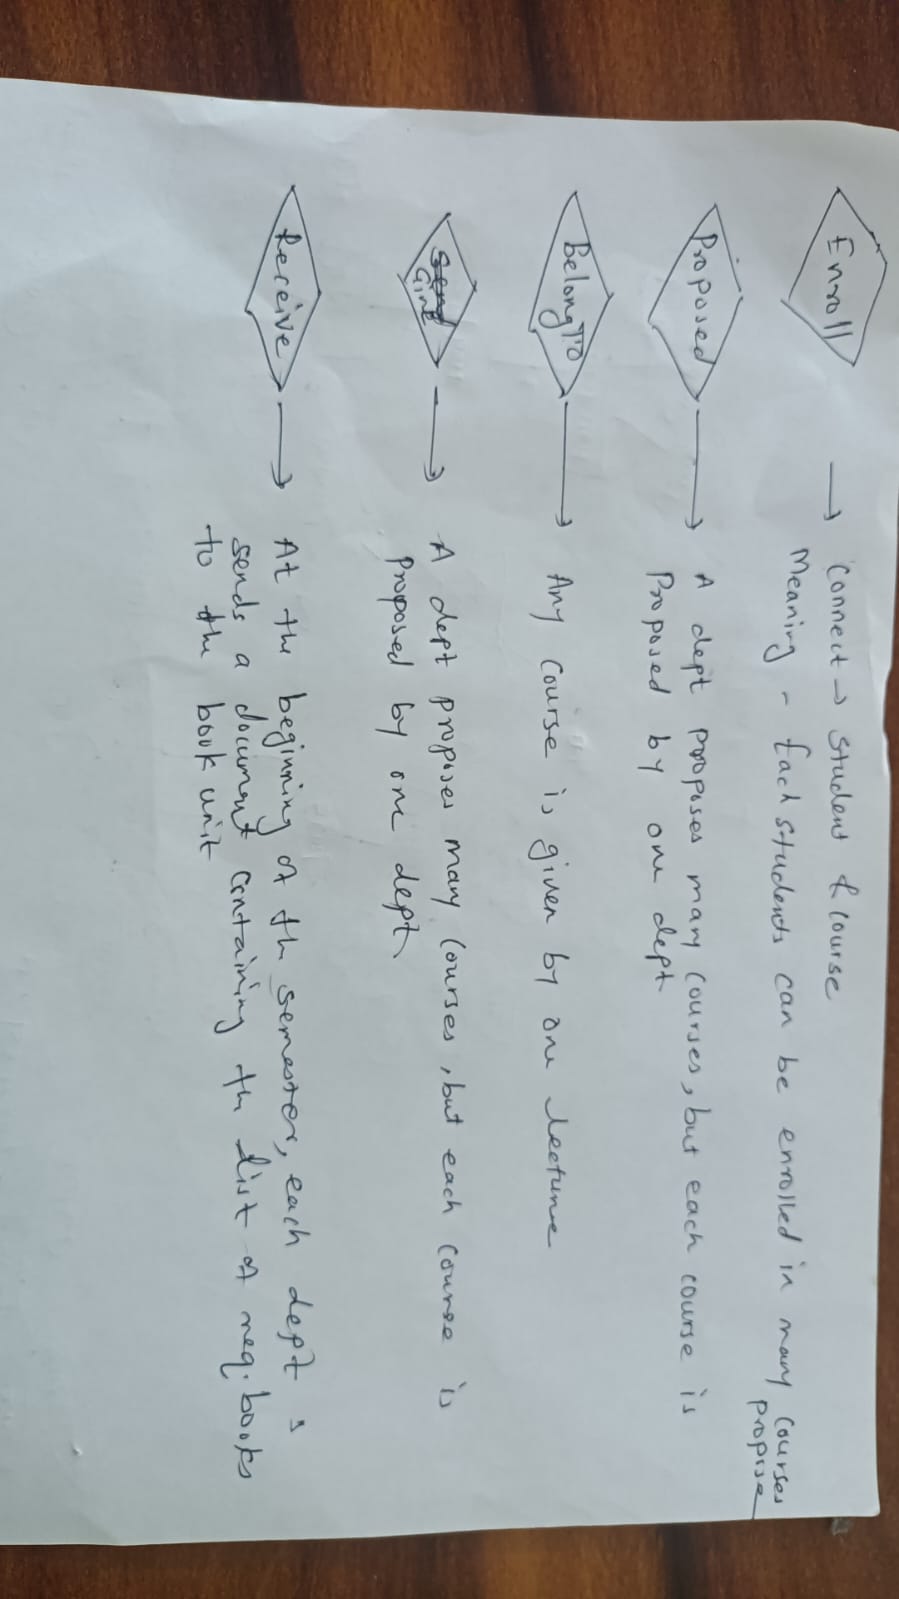 Enroll → Connect → Student & Course
Meaning - Each students can be enrolled in many Courses
propose
Proposed → A dept proposes many Courses, but each course is
Proposed by one dept
BelongTo → Any Course is given by one lecture
Give → A dept proposes many Courses, but each Course is
Proposed by one dept.
Receive → At the beginning of the semester, each dept s
sends a document containing the list of req. books
to the book unit